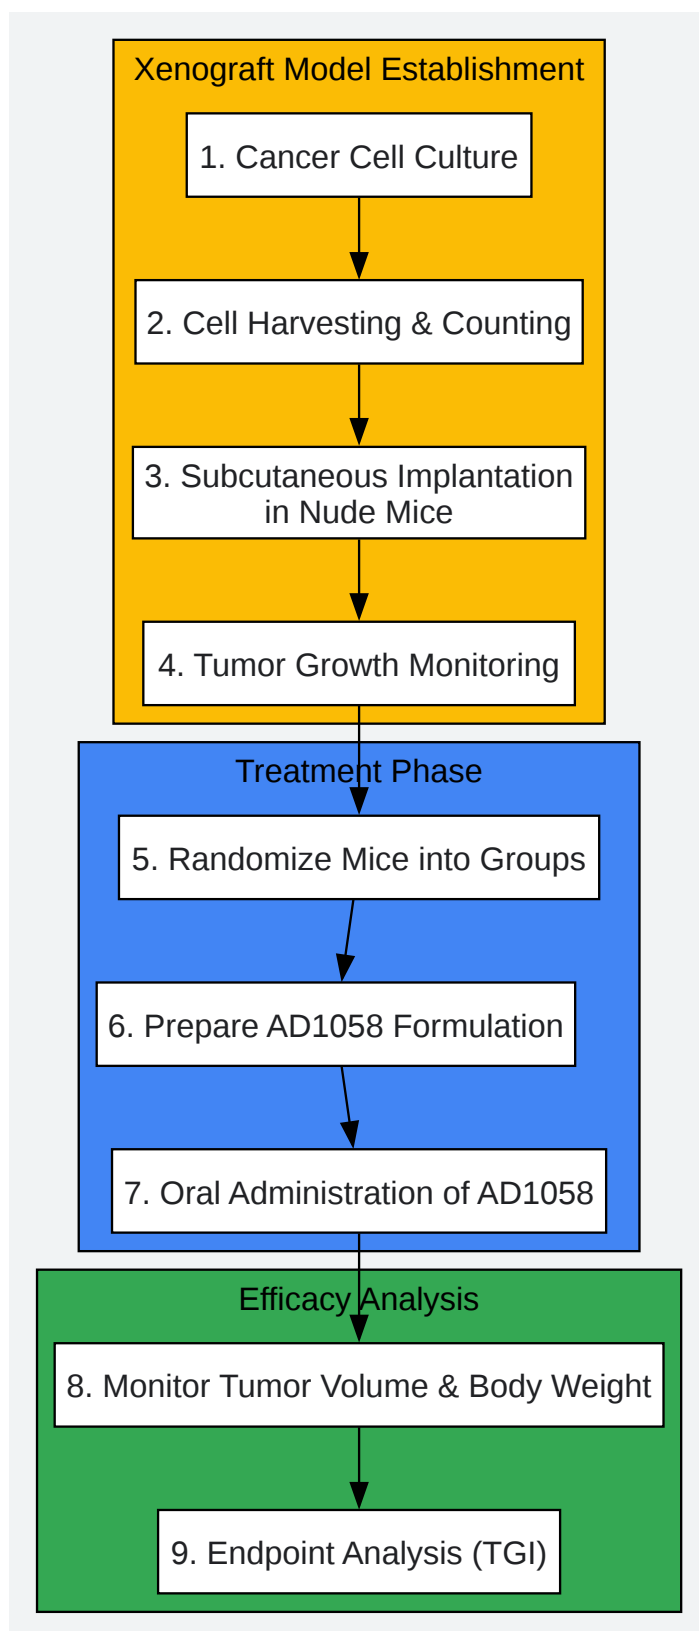 Xenograft Model Establishment
1. Cancer Cell Culture
2. Cell Harvesting & Counting
3. Subcutaneous Implantation
in Nude Mice
4. Tumor Growth Monitoring
Treatment Phase
5. Randomize Mice into Groups
6. Prepare AD1058 Formulation
7. Oral Administration of AD1058
Efficacy Analysis
8. Monitor Tumor Volume & Body Weight
9. Endpoint Analysis (TGI)